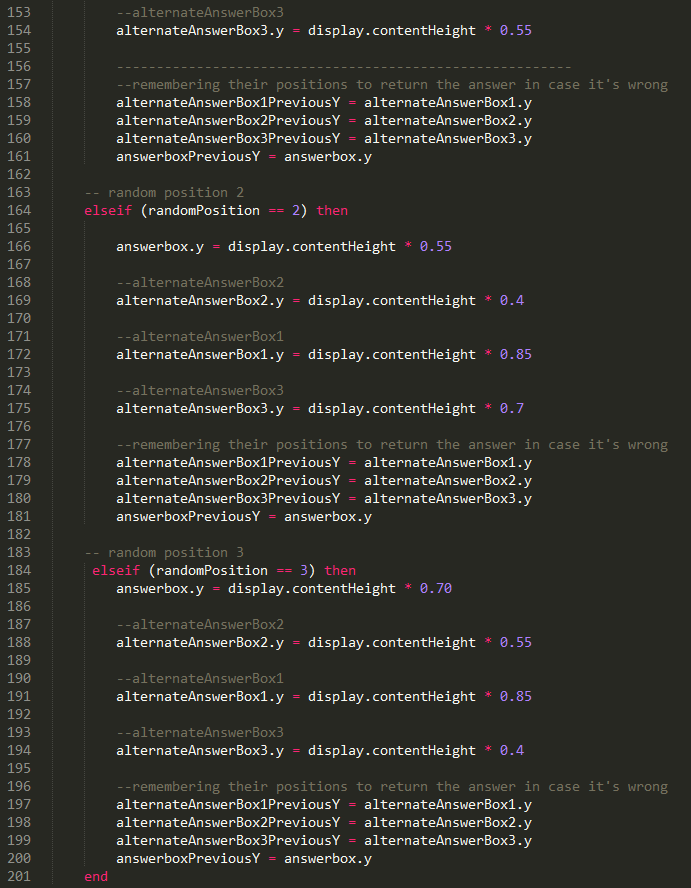 153 --alternateAnswerBox3
154 alternateAnswerBox3.y = display.contentHeight * 0.55
155
156 ---------------------------------------------------------
157 --remembering their positions to return the answer in case it's wrong
158 alternateAnswerBox1PreviousY = alternateAnswerBox1.y
159 alternateAnswerBox2PreviousY = alternateAnswerBox2.y
160 alternateAnswerBox3PreviousY = alternateAnswerBox3.y
161 answerboxPreviousY = answerbox.y
162
163 -- random position 2
164 elseif (randomPosition == 2) then
165
166 answerbox.y = display.contentHeight * 0.55
167
168 --alternateAnswerBox2
169 alternateAnswerBox2.y = display.contentHeight * 0.4
170
171 --alternateAnswerBox1
172 alternateAnswerBox1.y = display.contentHeight * 0.85
173
174 --alternateAnswerBox3
175 alternateAnswerBox3.y = display.contentHeight * 0.7
176
177 --remembering their positions to return the answer in case it's wrong
178 alternateAnswerBox1PreviousY = alternateAnswerBox1.y
179 alternateAnswerBox2PreviousY = alternateAnswerBox2.y
180 alternateAnswerBox3PreviousY = alternateAnswerBox3.y
181 answerboxPreviousY = answerbox.y
182
183 -- random position 3
184 elseif (randomPosition == 3) then
185 answerbox.y = display.contentHeight * 0.70
186
187 --alternateAnswerBox2
188 alternateAnswerBox2.y = display.contentHeight * 0.55
189
190 --alternateAnswerBox1
191 alternateAnswerBox1.y = display.contentHeight * 0.85
192
193 --alternateAnswerBox3
194 alternateAnswerBox3.y = display.contentHeight * 0.4
195
196 --remembering their positions to return the answer in case it's wrong
197 alternateAnswerBox1PreviousY = alternateAnswerBox1.y
198 alternateAnswerBox2PreviousY = alternateAnswerBox2.y
199 alternateAnswerBox3PreviousY = alternateAnswerBox3.y
200 answerboxPreviousY = answerbox.y
201 end